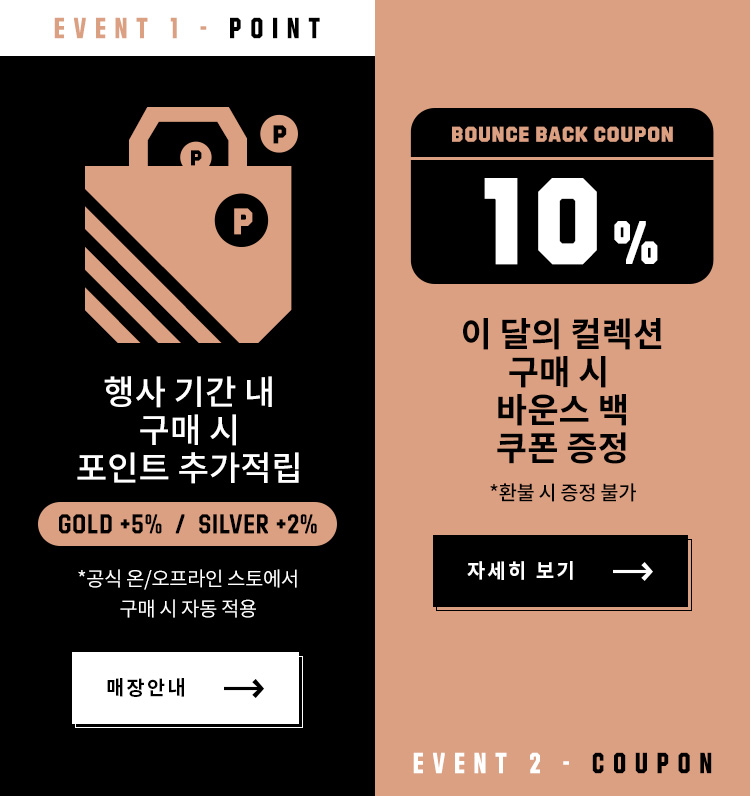 EVENT 1 - POINT
P
P
P
행사 기간 내
구매 시
포인트 추가적립
GOLD +5% / SILVER +2%
*공식 온/오프라인 스토에서
구매 시 자동 적용
매장안내
BOUNCE BACK COUPON
10%
이 달의 컬렉션
구매 시
바운스 백
쿠폰 증정
*환불 시 증정 불가
자세히 보기
EVENT 2 - COUPON